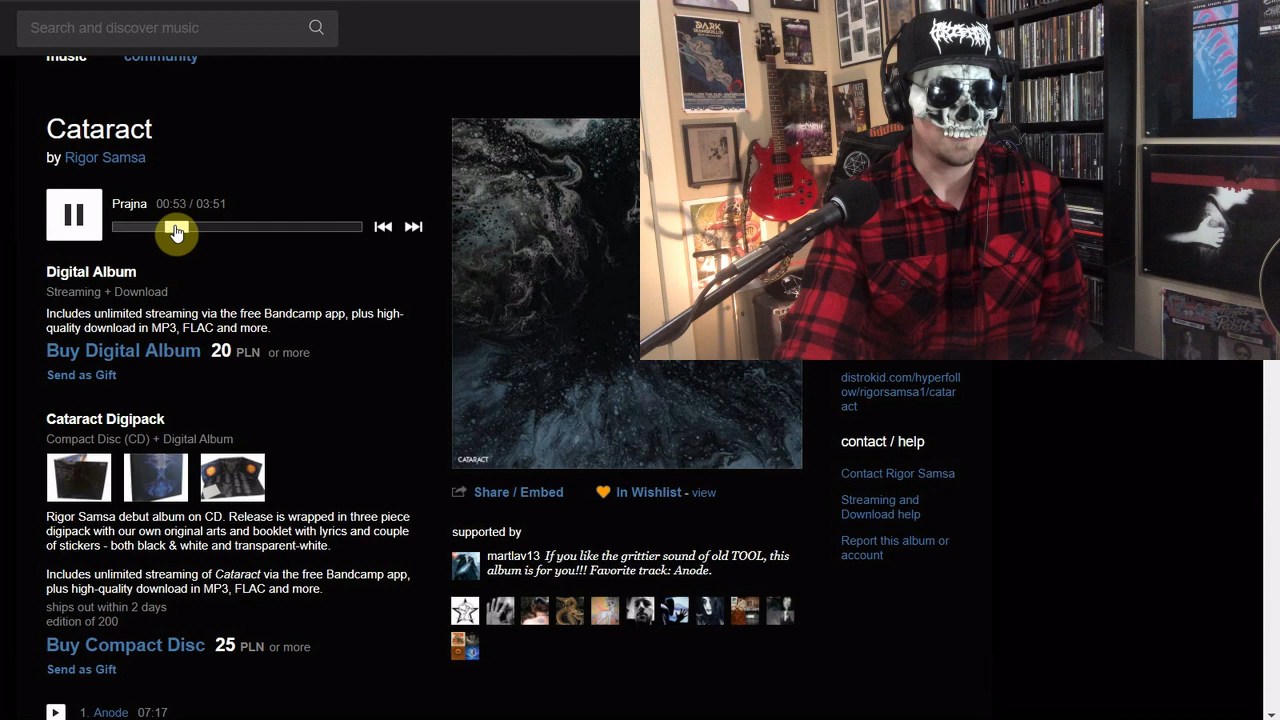 Search and discover music
music community
Cataract
by Rigor Samsa
Prajna 00:53 / 03:51
Digital Album
Streaming + Download
Includes unlimited streaming via the free Bandcamp app, plus high-
quality download in MP3, FLAC and more.
Buy Digital Album 20 PLN or more
Send as Gift
Cataract Digipack
Compact Disc (CD) + Digital Album
Rigor Samsa debut album on CD. Release is wrapped in three piece
digipack with our own original arts and booklet with lyrics and couple
of stickers - both black & white and transparent-white.
Includes unlimited streaming of Cataract via the free Bandcamp app,
plus high-quality download in MP3, FLAC and more.
ships out within 2 days
edition of 200
Buy Compact Disc 25 PLN or more
Send as Gift
1. Anode 07:17
CATARACT
Share / Embed In Wishlist - view
supported by
martlav13 If you like the grittier sound of old TOOL, this
album is for you!!! Favorite track: Anode.
DARK
TRANQUILLITY
distrokid.com/hyperfoll
ow/rigorsamsa1/catar
act
contact / help
Contact Rigor Samsa
Streaming and
Download help
Report this album or
account